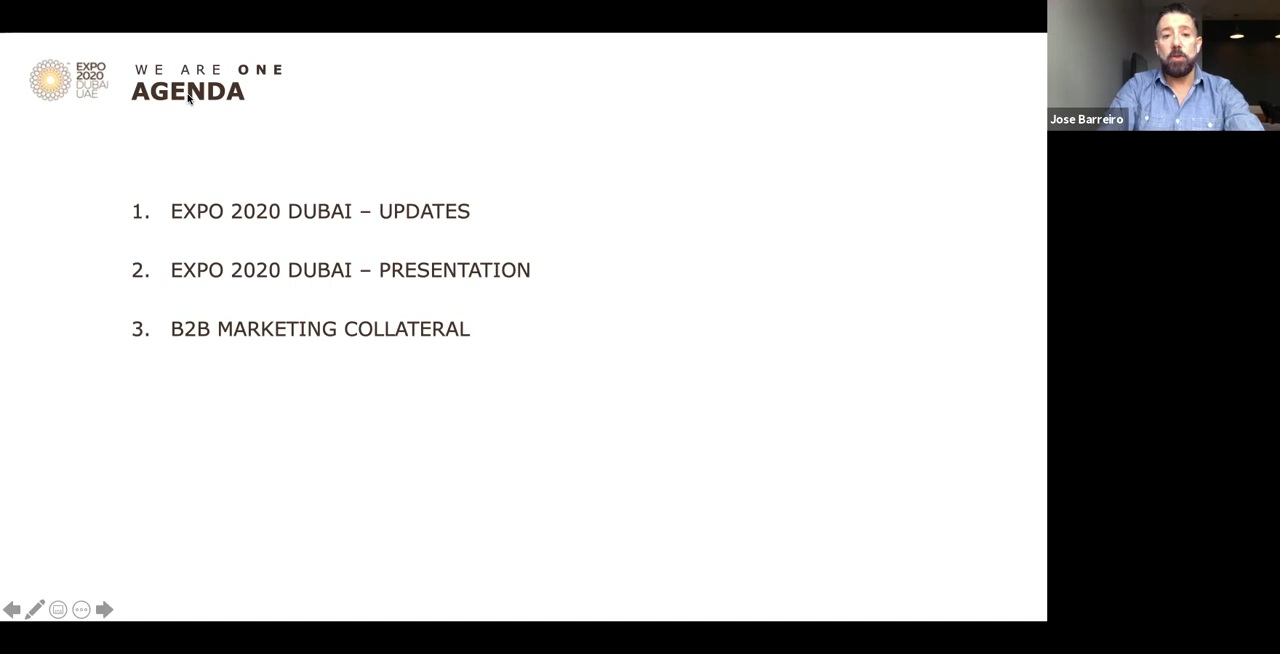 EXPO
2020
DUBAI
UAE
WE ARE ONE
AGENDA
1. EXPO 2020 DUBAI – UPDATES
2. EXPO 2020 DUBAI – PRESENTATION
3. B2B MARKETING COLLATERAL
Jose Barreiro